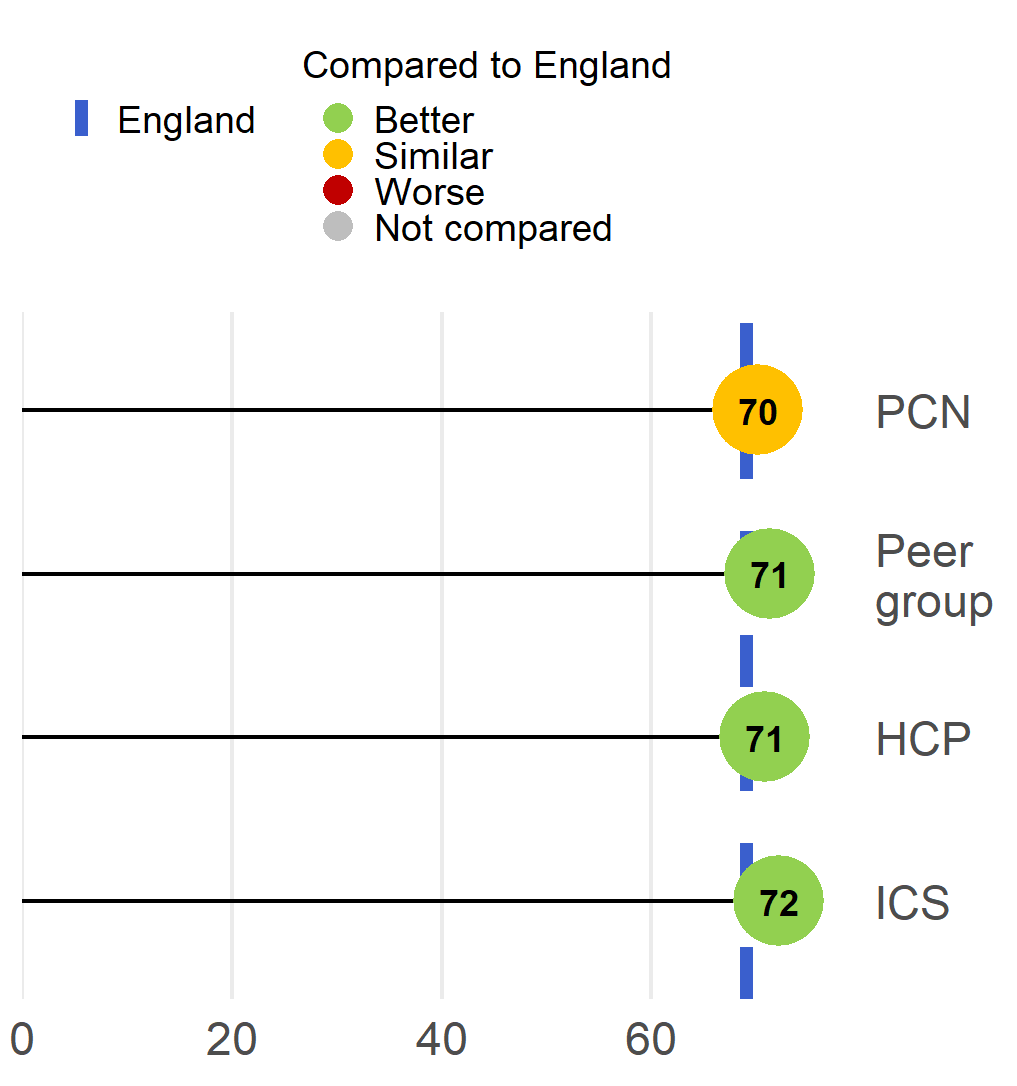 Compared to England
England
Better
Similar
Worse
Not compared
70
PCN
71
Peer
group
71
HCP
72
ICS
0 20 40 60